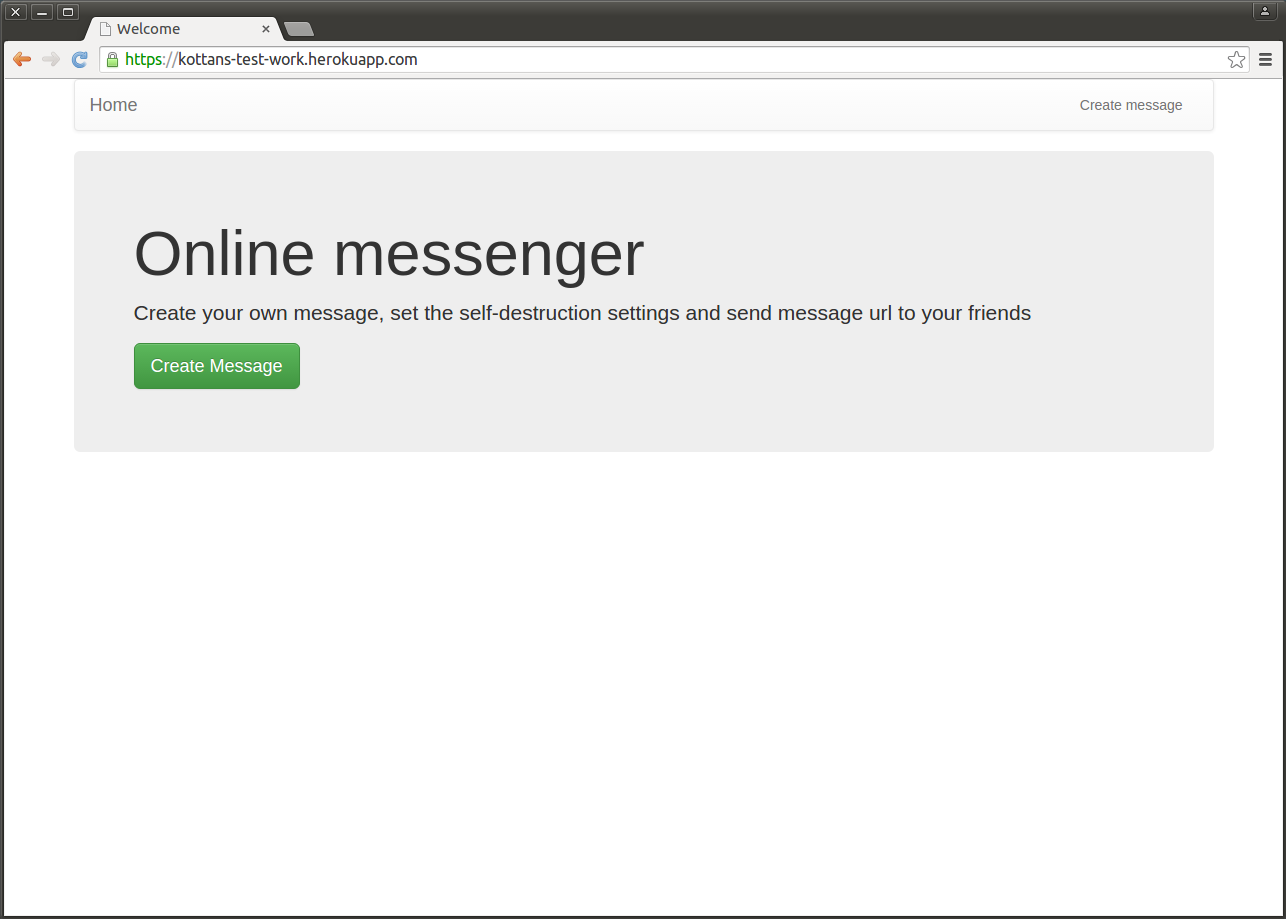 Welcome
https://kottans-test-work.herokuapp.com
Home
Create message
Online messenger
Create your own message, set the self-destruction settings and send message url to your friends
Create Message